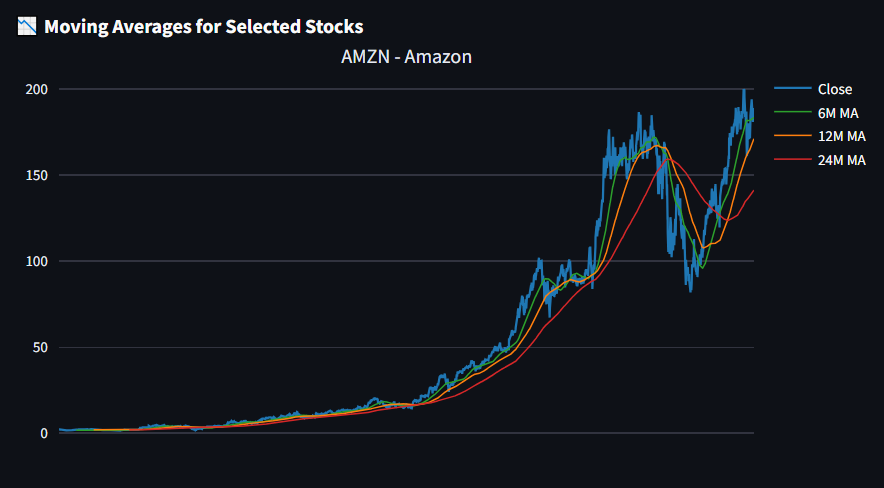 Moving Averages for Selected Stocks
AMZN - Amazon
200
150
100
50
0
Close
6M MA
12M MA
24M MA